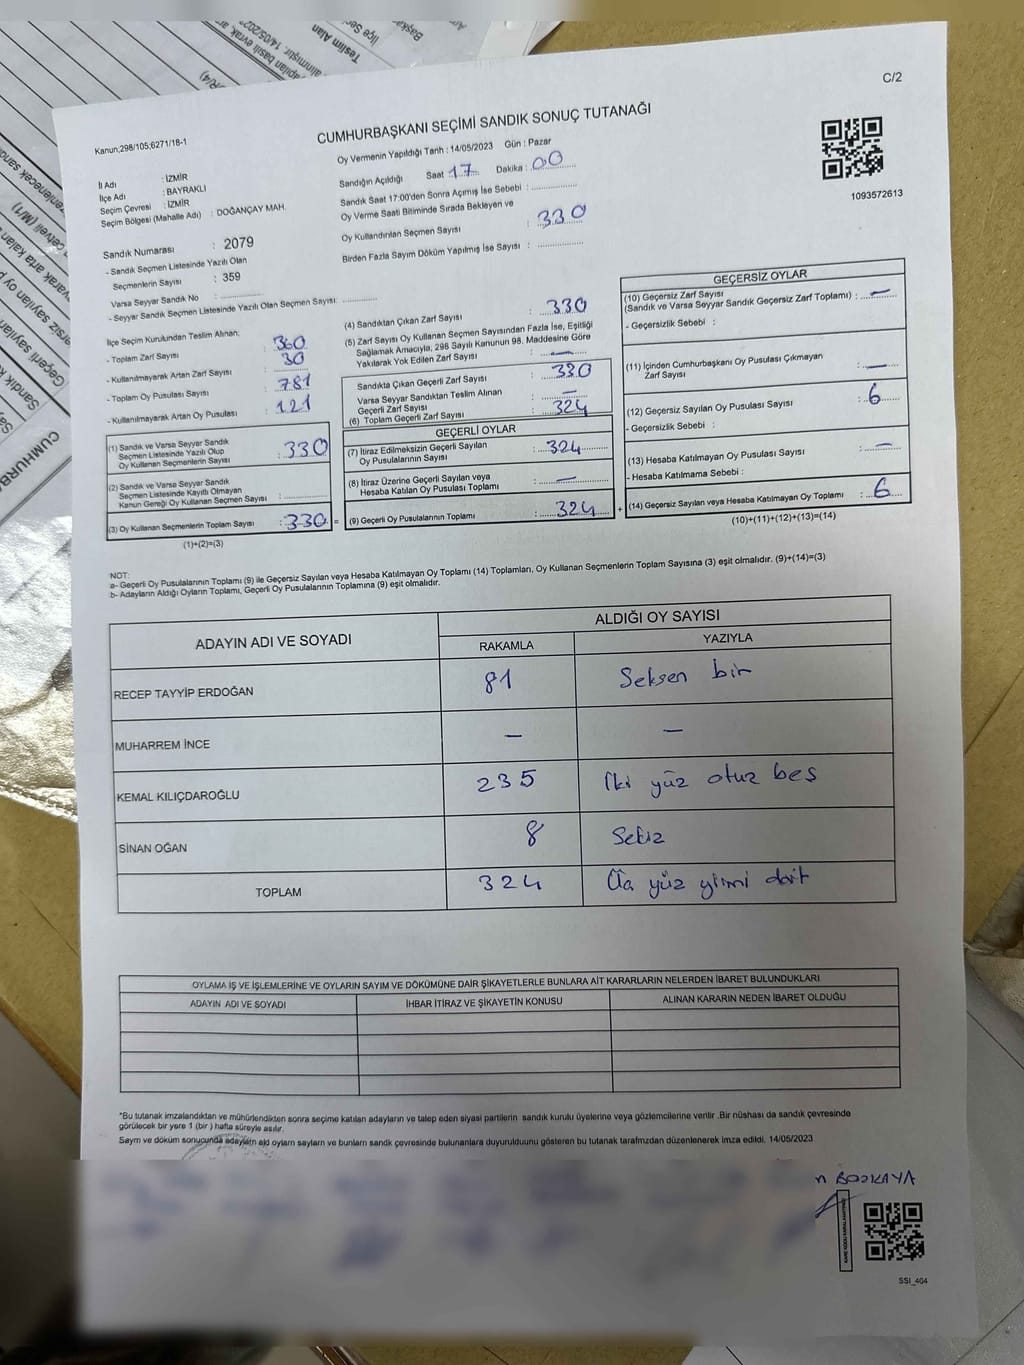 C/2
CUMHURBAŞKANI SEÇİMİ SANDIK SONUÇ TUTANAĞI
Kanun;298/105;6271/18-1
Oy Vermenin Yapıldığı Tarih : 14/05/2023 Gün : Pazar
Sandığın Açıldığı Saat 17 Dakika : 00
Sandık Saat 17:00'den Sonra Açımış İse Sebebi :
Oy Verme Saati Bitiminde Sırada Bekleyen ve
Oy Kullandırılan Seçmen Sayısı : 330
Birden Fazla Sayım Döküm Yapılmış İse Sayısı :
1093572613
İl Adı : İZMİR
İlçe Adı : BAYRAKLI
Seçim Çevresi : İZMİR
Seçim Bölgesi (Mahalle Adı) : DOĞANÇAY MAH.
Sandık Numarası : 2079
- Sandık Seçmen Listesinde Yazılı Olan
Seçmenlerin Sayısı : 359
Varsa Seyyar Sandık No :
- Seyyar Sandık Seçmen Listesinde Yazılı Olan Seçmen Sayısı:
İlçe Seçim Kurulundan Teslim Alınan;
- Toplam Zarf Sayısı : 360
- Kullanılmayarak Artan Zarf Sayısı : 30
- Toplam Oy Pusulası Sayısı : 781
- Kullanılmayarak Artan Oy Pusulası : 121
(1) Sandık ve Varsa Seyyar Sandık
Seçmen Listesinde Yazılı Olup
Oy Kullanan Seçmenlerin Sayısı : 330
(2) Sandık ve Varsa Seyyar Sandık
Seçmen Listesinde Kayıtlı Olmayan
Kanun Gereği Oy Kullanan Seçmen Sayısı :
(3) Oy Kullanan Seçmenlerin Toplam Sayısı : 330 =
(1)+(2)=(3)
(4) Sandıktan Çıkan Zarf Sayısı : 330
(5) Zarf Sayısı Oy Kullanan Seçmen Sayısından Fazla İse, Eşitliği
Sağlamak Amacıyla, 298 Sayılı Kanunun 98. Maddesine Göre
Yakılarak Yok Edilen Zarf Sayısı : —
Sandıkta Çıkan Geçerli Zarf Sayısı : 330
Varsa Seyyar Sandıktan Teslim Alınan
Geçerli Zarf Sayısı : —
(6) Toplam Geçerli Zarf Sayısı : 324
GEÇERLİ OYLAR
(7) İtiraz Edilmeksizin Geçerli Sayılan
Oy Pusulalarının Sayısı : 324
(8) İtiraz Üzerine Geçerli Sayılan veya
Hesaba Katılan Oy Pusulası Toplamı : —
(9) Geçerli Oy Pusulalarının Toplamı : 324 +
GEÇERSİZ OYLAR
(10) Geçersiz Zarf Sayısı
(Sandık ve Varsa Seyyar Sandık Geçersiz Zarf Toplamı) : —
- Geçersizlik Sebebi :
(11) İçinden Cumhurbaşkanı Oy Pusulası Çıkmayan
Zarf Sayısı : —
(12) Geçersiz Sayılan Oy Pusulası Sayısı : 6
- Geçersizlik Sebebi :
(13) Hesaba Katılmayan Oy Pusulası Sayısı : —
- Hesaba Katılmama Sebebi :
(14) Geçersiz Sayılan veya Hesaba Katılmayan Oy Toplamı : 6
(10)+(11)+(12)+(13)=(14)
NOT:
a- Geçerli Oy Pusulalarının Toplamı (9) ile Geçersiz Sayılan veya Hesaba Katılmayan Oy Toplamı (14) Toplamları, Oy Kullanan Seçmenlerin Toplam Sayısına (3) eşit olmalıdır. (9)+(14)=(3)
b- Adayların Aldığı Oyların Toplamı, Geçerli Oy Pusulalarının Toplamına (9) eşit olmalıdır.
ADAYIN ADI VE SOYADI ALDIĞI OY SAYISI
RAKAMLA YAZIYLA
RECEP TAYYİP ERDOĞAN 81 Seksen bir
MUHARREM İNCE — —
KEMAL KILIÇDAROĞLU 235 İki yüz otuz beş
SİNAN OĞAN 8 Sekiz
TOPLAM 324 Üç yüz yirmi dört
OYLAMA İŞ VE İŞLEMLERİNE VE OYLARIN SAYIM VE DÖKÜMÜNE DAİR ŞİKAYETLERLE BUNLARA AİT KARARLARIN NELERDEN İBARET BULUNDUKLARI
ADAYIN ADI VE SOYADI İHBAR İTİRAZ VE ŞİKAYETİN KONUSU ALINAN KARARIN NEDEN İBARET OLDUĞU
*Bu tutanak imzalandıktan ve mühürlendikten sonra seçime katılan adayların ve talep eden siyasi partilerin sandık kurulu üyelerine veya gözlemcilerine verilir .Bir nüshası da sandık çevresinde
görülecek bir yere 1 (bir ) hafta süreyle asılır.
Sayım ve döküm sonucunda adayların aldı oyların sayıları ve bunların sandık çevresinde bulunanlara duyurulduunu gösteren bu tutanak tarafımızdan düzenlenerek imza edildi. 14/05/2023
n BOZKAYA
SSI_404